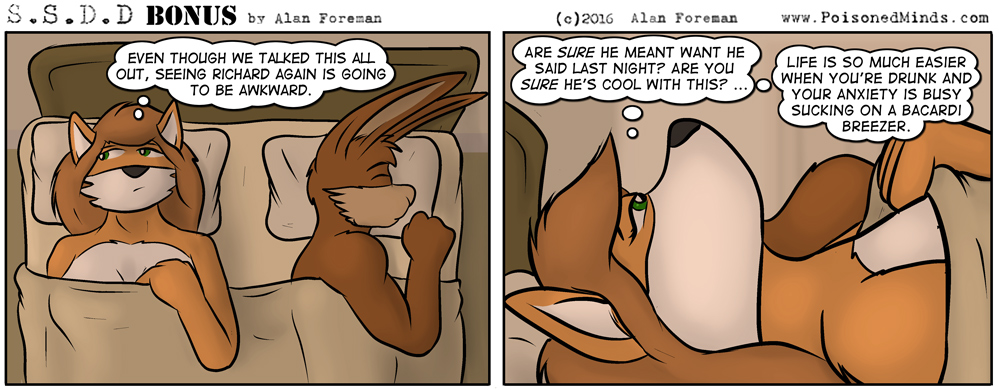 S.S.D.D BONUS by Alan Foreman (c)2016 Alan Foreman www.PoisonedMinds.com
EVEN THOUGH WE TALKED THIS ALL
OUT, SEEING RICHARD AGAIN IS GOING
TO BE AWKWARD.
ARE SURE HE MEANT WANT HE
SAID LAST NIGHT? ARE YOU
SURE HE'S COOL WITH THIS? ...
LIFE IS SO MUCH EASIER
WHEN YOU'RE DRUNK AND
YOUR ANXIETY IS BUSY
SUCKING ON A BACARDI
BREEZER.